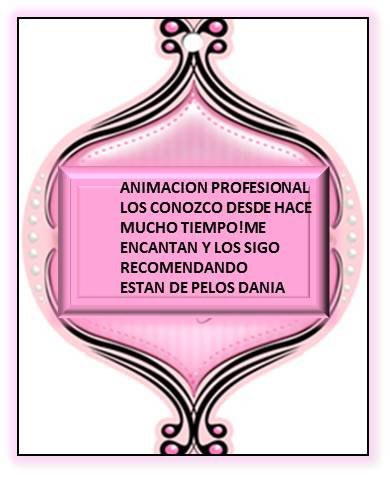 ANIMACION PROFESIONAL
LOS CONOZCO DESDE HACE
MUCHO TIEMPO!ME
ENCANTAN Y LOS SIGO
RECOMENDANDO
ESTAN DE PELOS DANIA